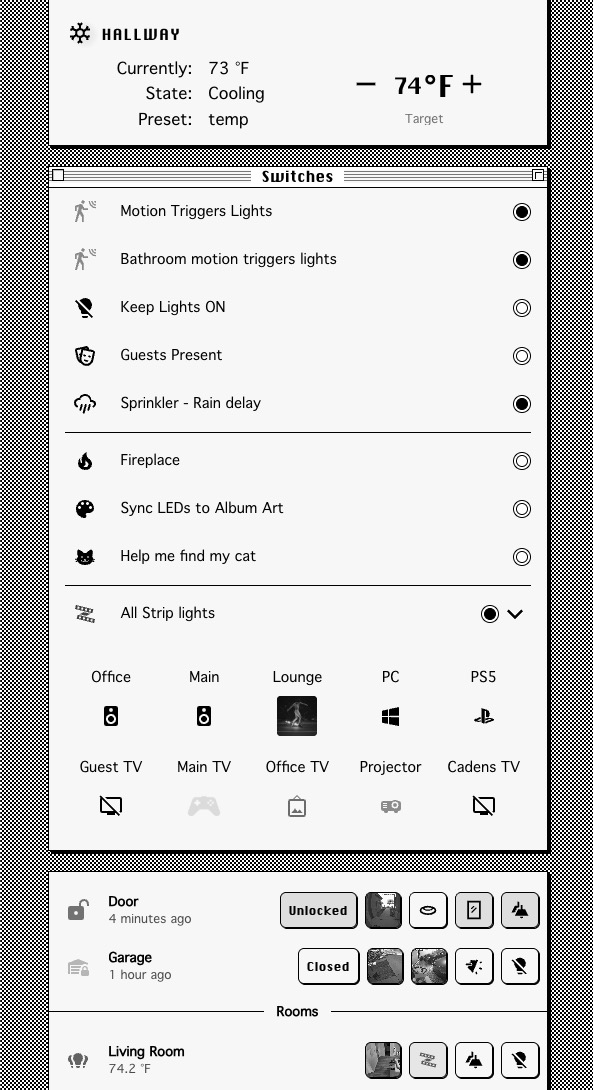 HALLWAY
Currently: 73 °F
State: Cooling
Preset: temp
74°F
Target
Switches
Motion Triggers Lights
Bathroom motion triggers lights
Keep Lights ON
Guests Present
Sprinkler - Rain delay
Fireplace
Sync LEDs to Album Art
Help me find my cat
All Strip lights
Office Main Lounge PC PS5
Guest TV Main TV Office TV Projector Cadens TV
Door
4 minutes ago
Unlocked
Garage
1 hour ago
Closed
Rooms
Living Room
74.2 °F